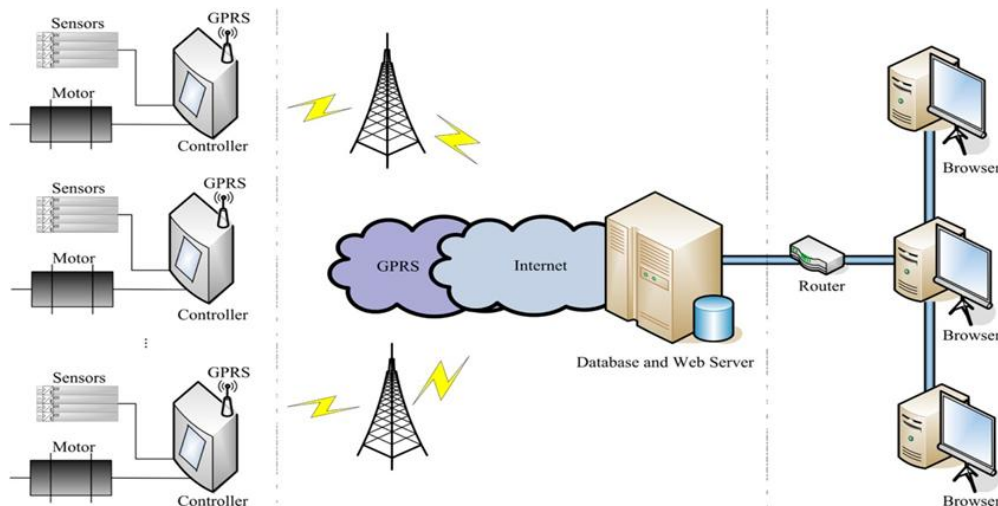 GPRS
Sensors
Motor
Controller
GPRS
Sensors
Motor
Controller
...
GPRS
Sensors
Motor
Controller
GPRS
Internet
Database and Web Server
Router
Browser
Browser
Browser